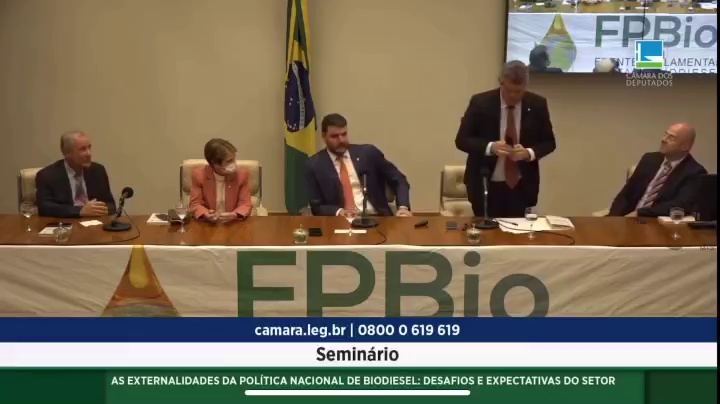 FPBio
CÂMARA DOS
DEPUTADOS
FPBio
camara.leg.br | 0800 0 619 619
Seminário
AS EXTERNALIDADES DA POLÍTICA NACIONAL DE BIODIESEL: DESAFIOS E EXPECTATIVAS DO SETOR